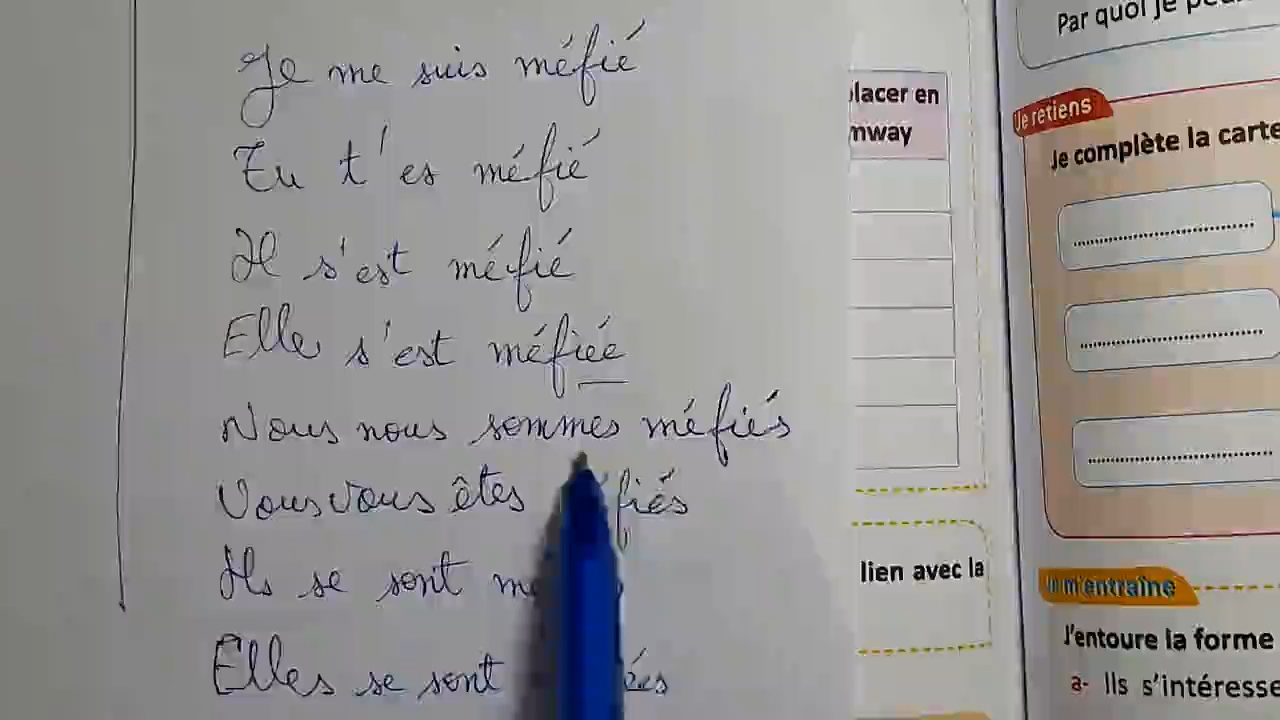 Je me suis méfié
Tu t'es méfié
Il s'est méfié
Elle s'est méfiée
Nous nous sommes méfiés
Vous vous êtes
Ils se sont
Elles se sont
lacer en
mway
lien avec la
Par quoi je
Je retiens
Je complète la carte
Je m'entraîne
J'entoure la forme
a- Ils s'intéresse